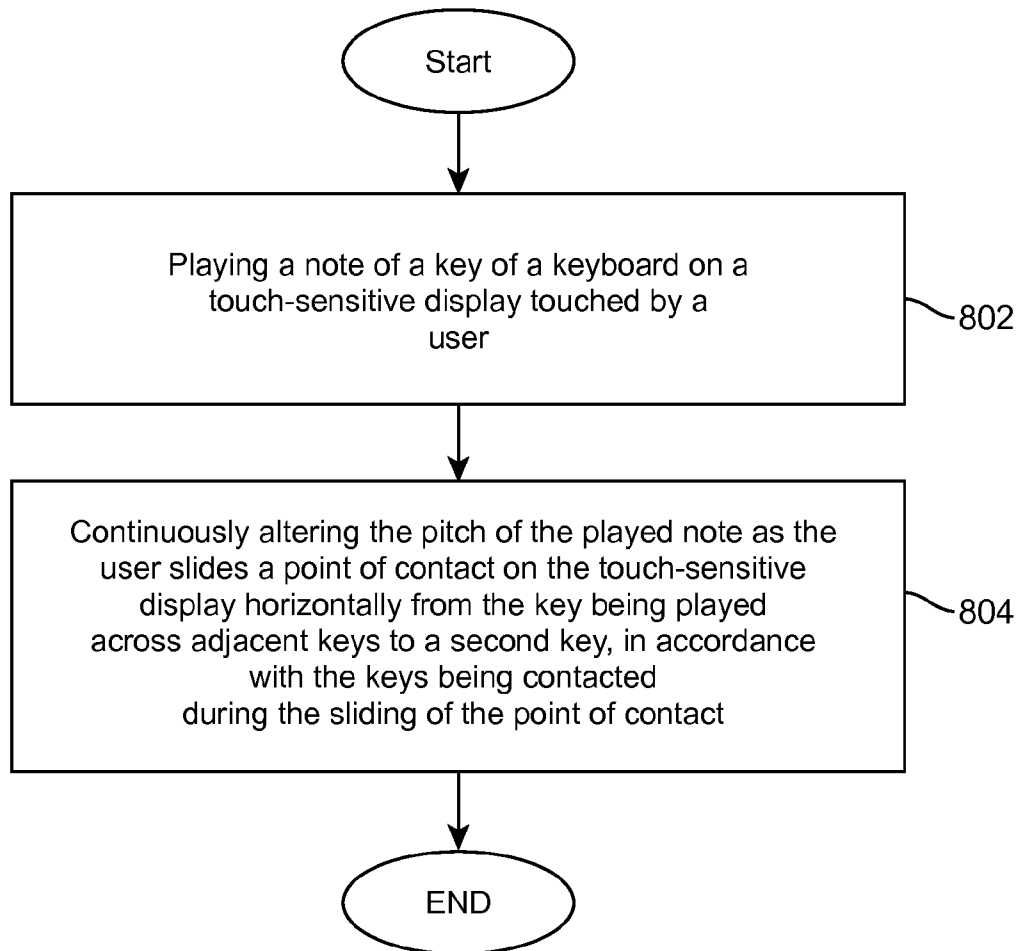 Start
Playing a note of a key of a keyboard on a
touch-sensitive display touched by a
user
802
Continuously altering the pitch of the played note as the
user slides a point of contact on the touch-sensitive
display horizontally from the key being played
across adjacent keys to a second key, in accordance
with the keys being contacted
during the sliding of the point of contact
804
END